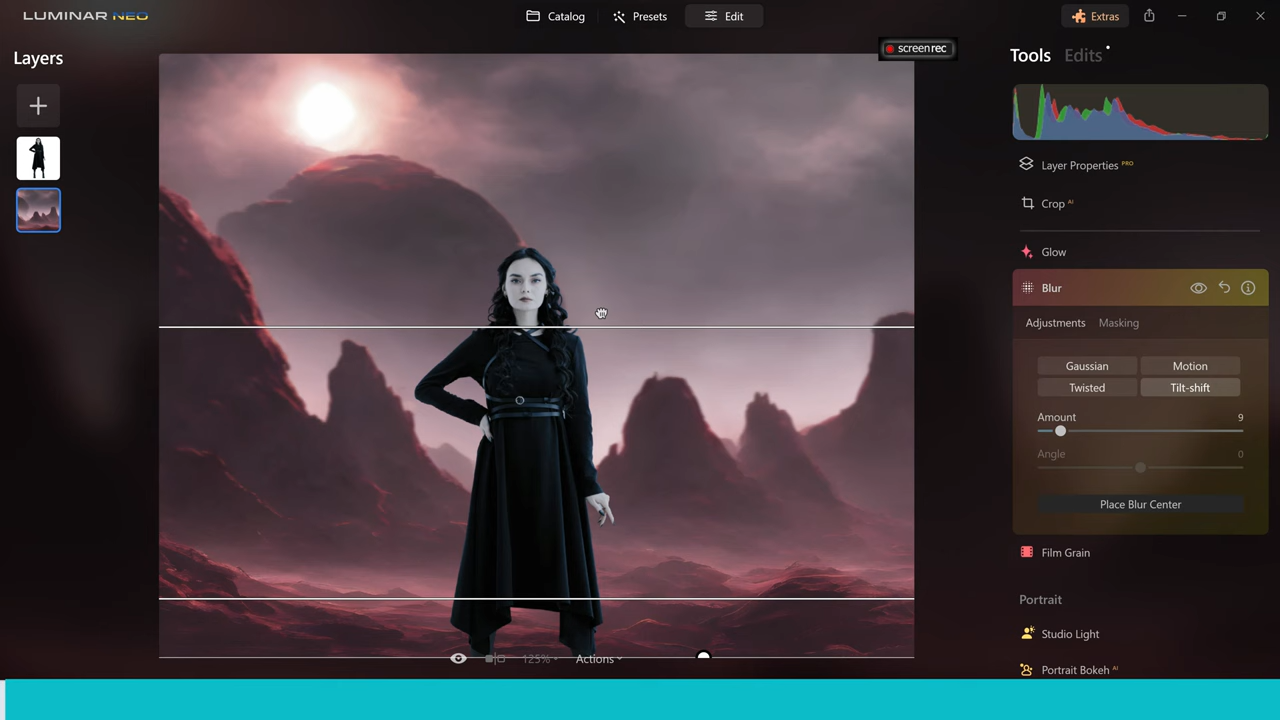 LUMINAR NEO
Catalog
Presets
Edit
Extras
Layers
screenrec
Tools Edits
Layer Properties PRO
Crop AI
Glow
Blur
Adjustments Masking
Gaussian Motion
Twisted Tilt-shift
Amount 9
Angle 0
Place Blur Center
Film Grain
Portrait
Studio Light
Portrait Bokeh AI
125% Actions